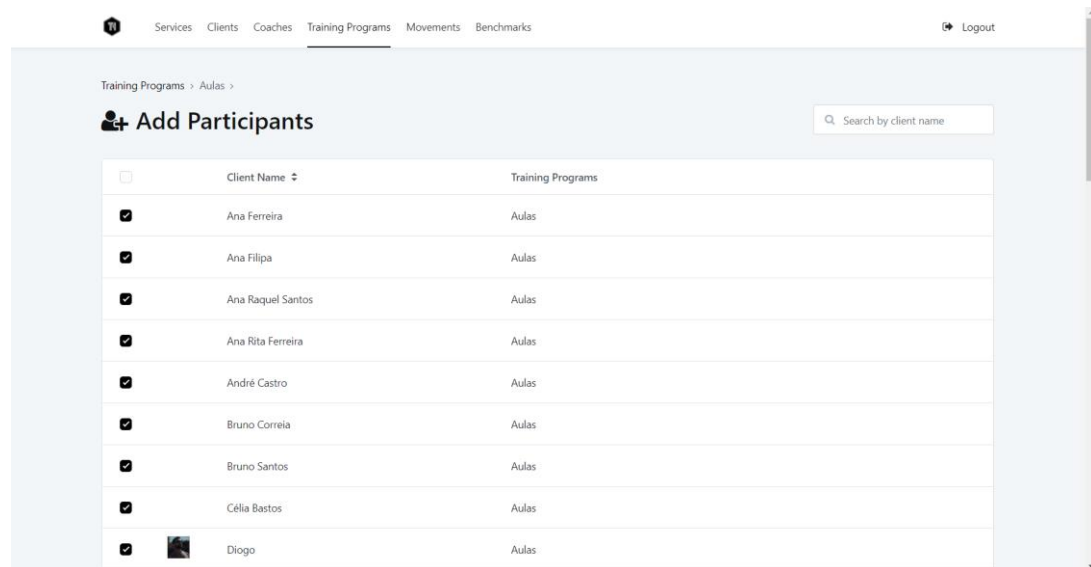 Services Clients Coaches Training Programs Movements Benchmarks Logout
Training Programs > Aulas >
Add Participants
Search by client name
Client Name Training Programs
Ana Ferreira Aulas
Ana Filipa Aulas
Ana Raquel Santos Aulas
Ana Rita Ferreira Aulas
André Castro Aulas
Bruno Correia Aulas
Bruno Santos Aulas
Célia Bastos Aulas
Diogo Aulas